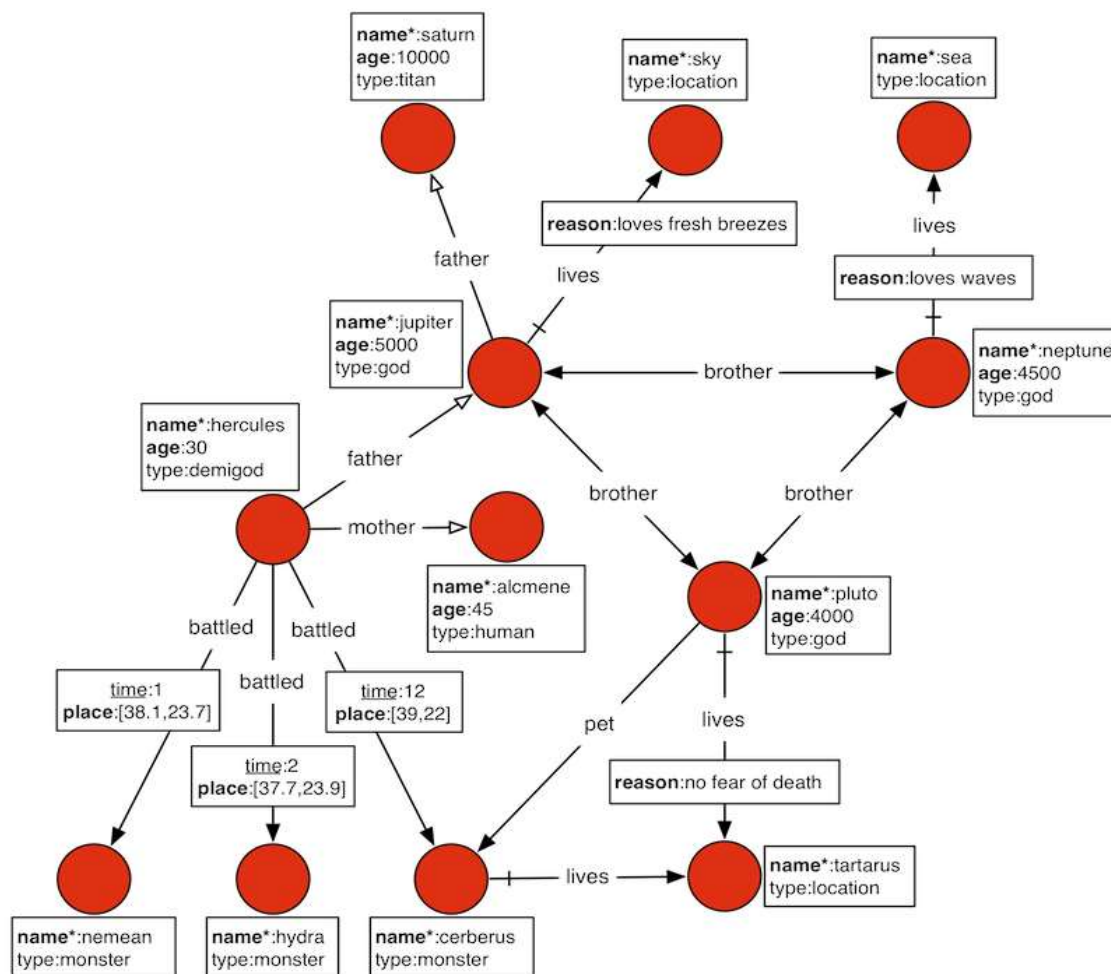 name*:saturn
age:10000
type:titan
name*:sky
type:location
name*:sea
type:location
reason:loves fresh breezes
lives
father
lives
reason:loves waves
name*:jupiter
age:5000
type:god
brother
name*:neptune
age:4500
type:god
name*:hercules
age:30
type:demigod
father
brother
brother
mother
name*:alcmene
age:45
type:human
name*:pluto
age:4000
type:god
battled
battled
battled
time:1
place:[38.1,23.7]
time:12
place:[39,22]
time:2
place:[37.7,23.9]
pet
lives
reason:no fear of death
lives
name*:tartarus
type:location
name*:nemean
type:monster
name*:hydra
type:monster
name*:cerberus
type:monster